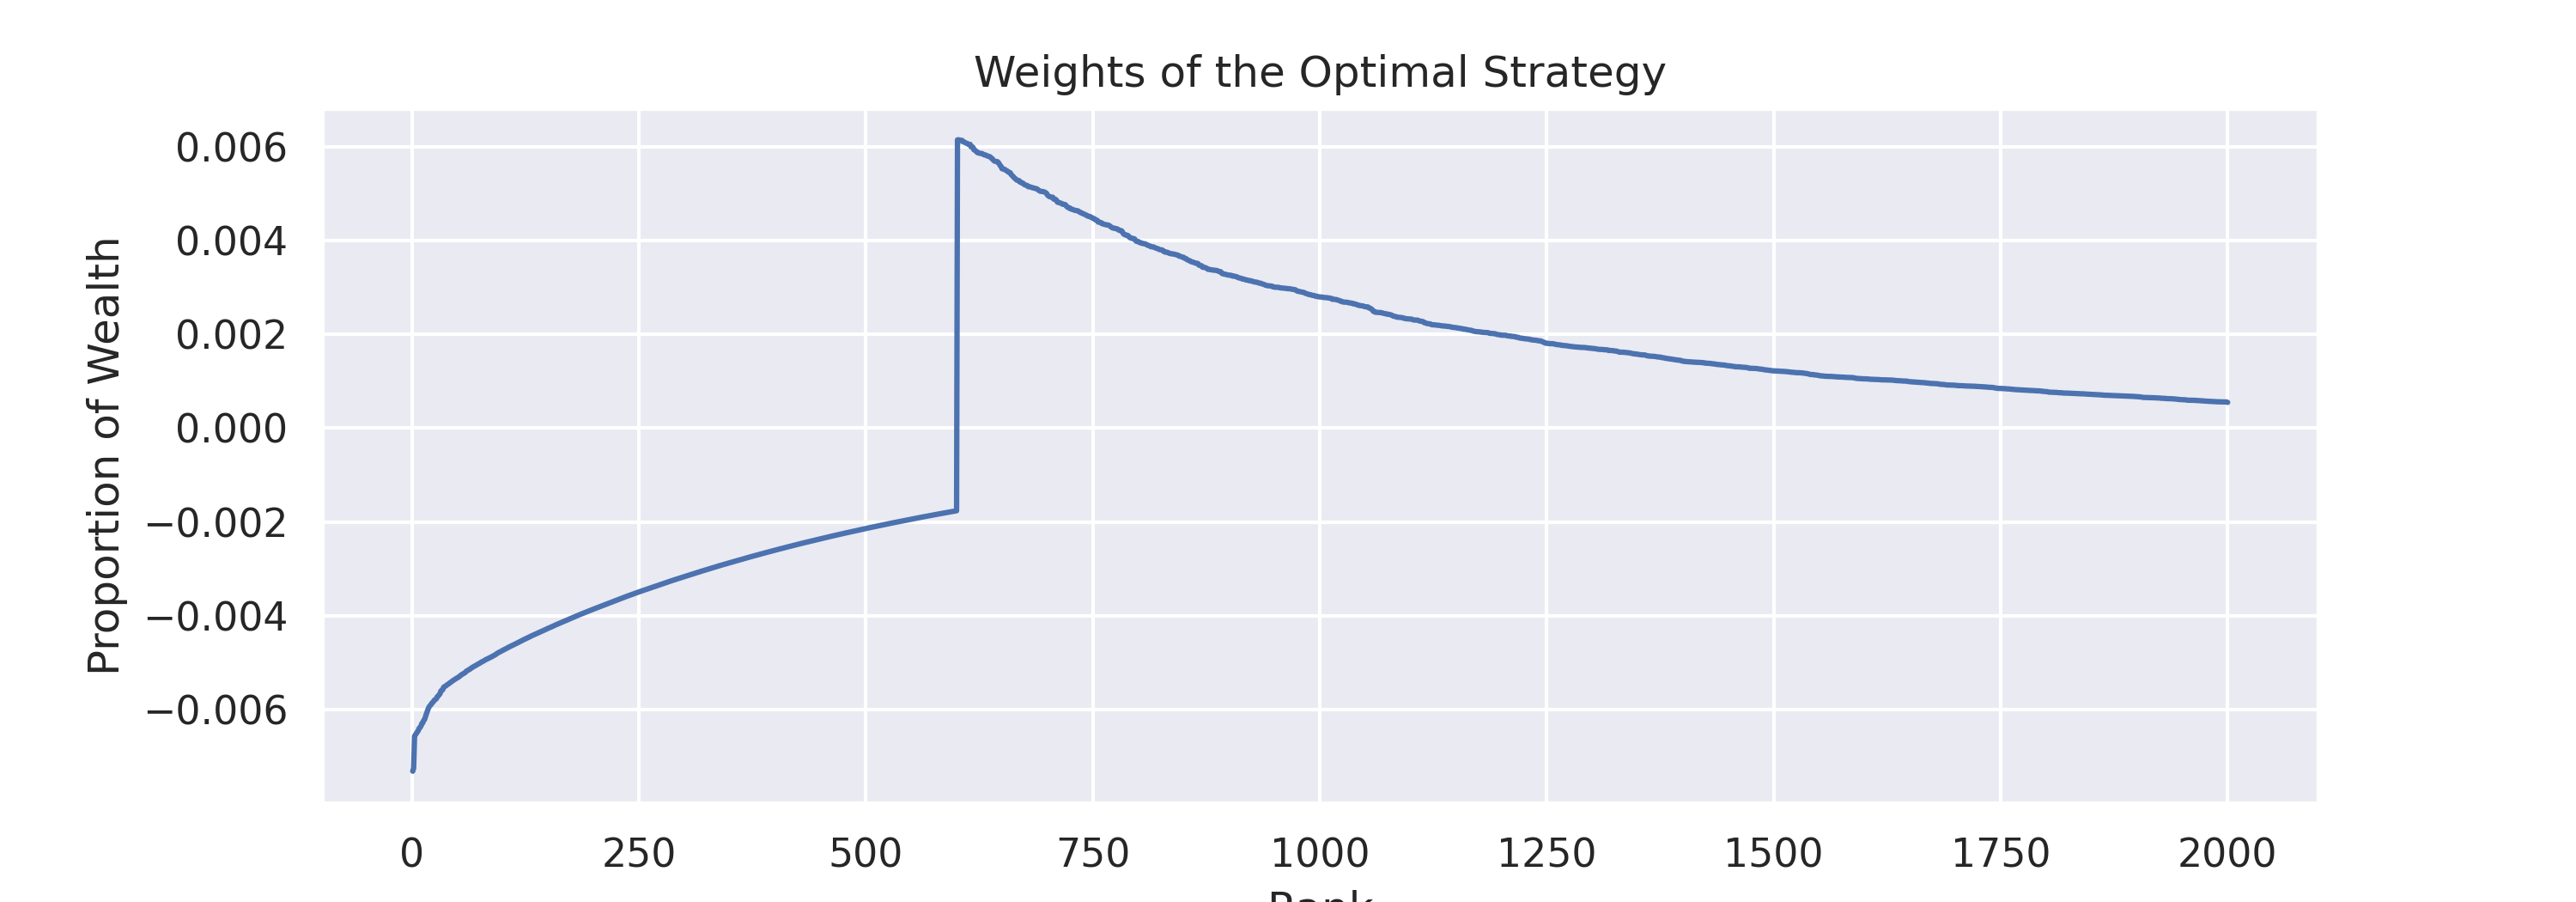 Weights of the Optimal Strategy
Proportion of Wealth
0.006
0.004
0.002
0.000
−0.002
−0.004
−0.006
0 250 500 750 1000 1250 1500 1750 2000
Rank